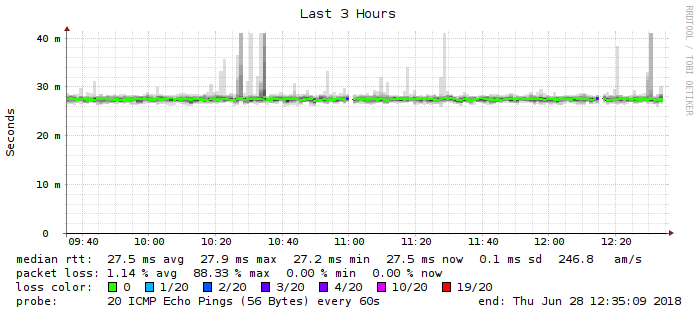 Last 3 Hours
RRDTOOL / TOBI OETIKER
Seconds
40 m
30 m
20 m
10 m
0
09:40 10:00 10:20 10:40 11:00 11:20 11:40 12:00 12:20
median rtt: 27.5 ms avg 27.9 ms max 27.2 ms min 27.5 ms now 0.1 ms sd 246.8 am/s
packet loss: 1.14 % avg 88.33 % max 0.00 % min 0.00 % now
loss color: 0 1/20 2/20 3/20 4/20 10/20 19/20
probe: 20 ICMP Echo Pings (56 Bytes) every 60s end: Thu Jun 28 12:35:09 2018